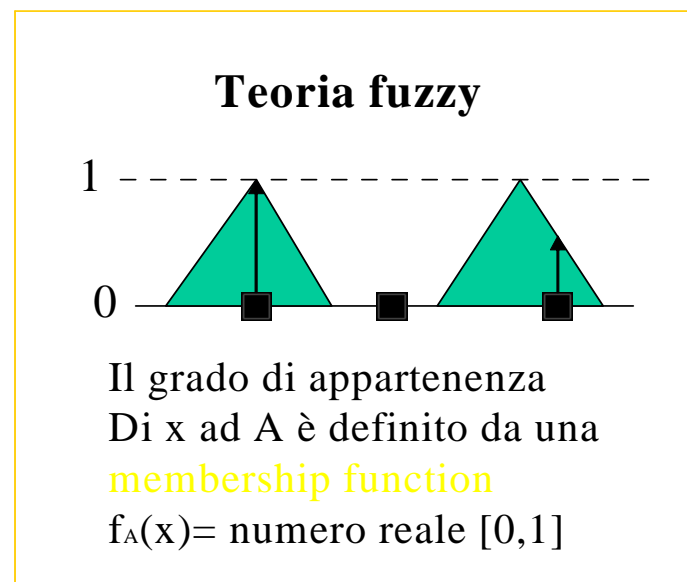 Teoria fuzzy
1
0
Il grado di appartenenza
Di x ad A è definito da una
membership function
fA(x)= numero reale [0,1]